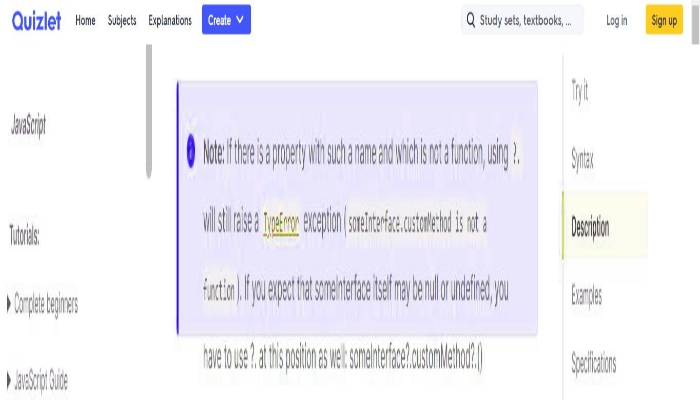 Quizlet Home Subjects Explanations Create Study sets, textbooks, ... Log in Sign up
JavaScript
Tutorials:
Complete beginners
JavaScript Guide
Note: If there is a property with such a name and which is not a function, using ?.
will still raise a TypeError exception (someInterface.customMethod is not a
function). If you expect that someInterface itself may be null or undefined, you
have to use ?. at this position as well: someInterface?.customMethod?.()
Try it
Syntax
Description
Examples
Specifications